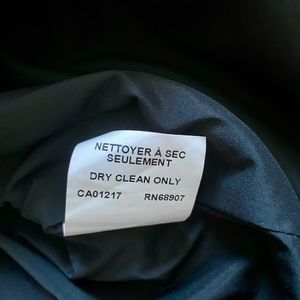 NETTOYER À SEC
SEULEMENT
DRY CLEAN ONLY
CA01217 RN68907